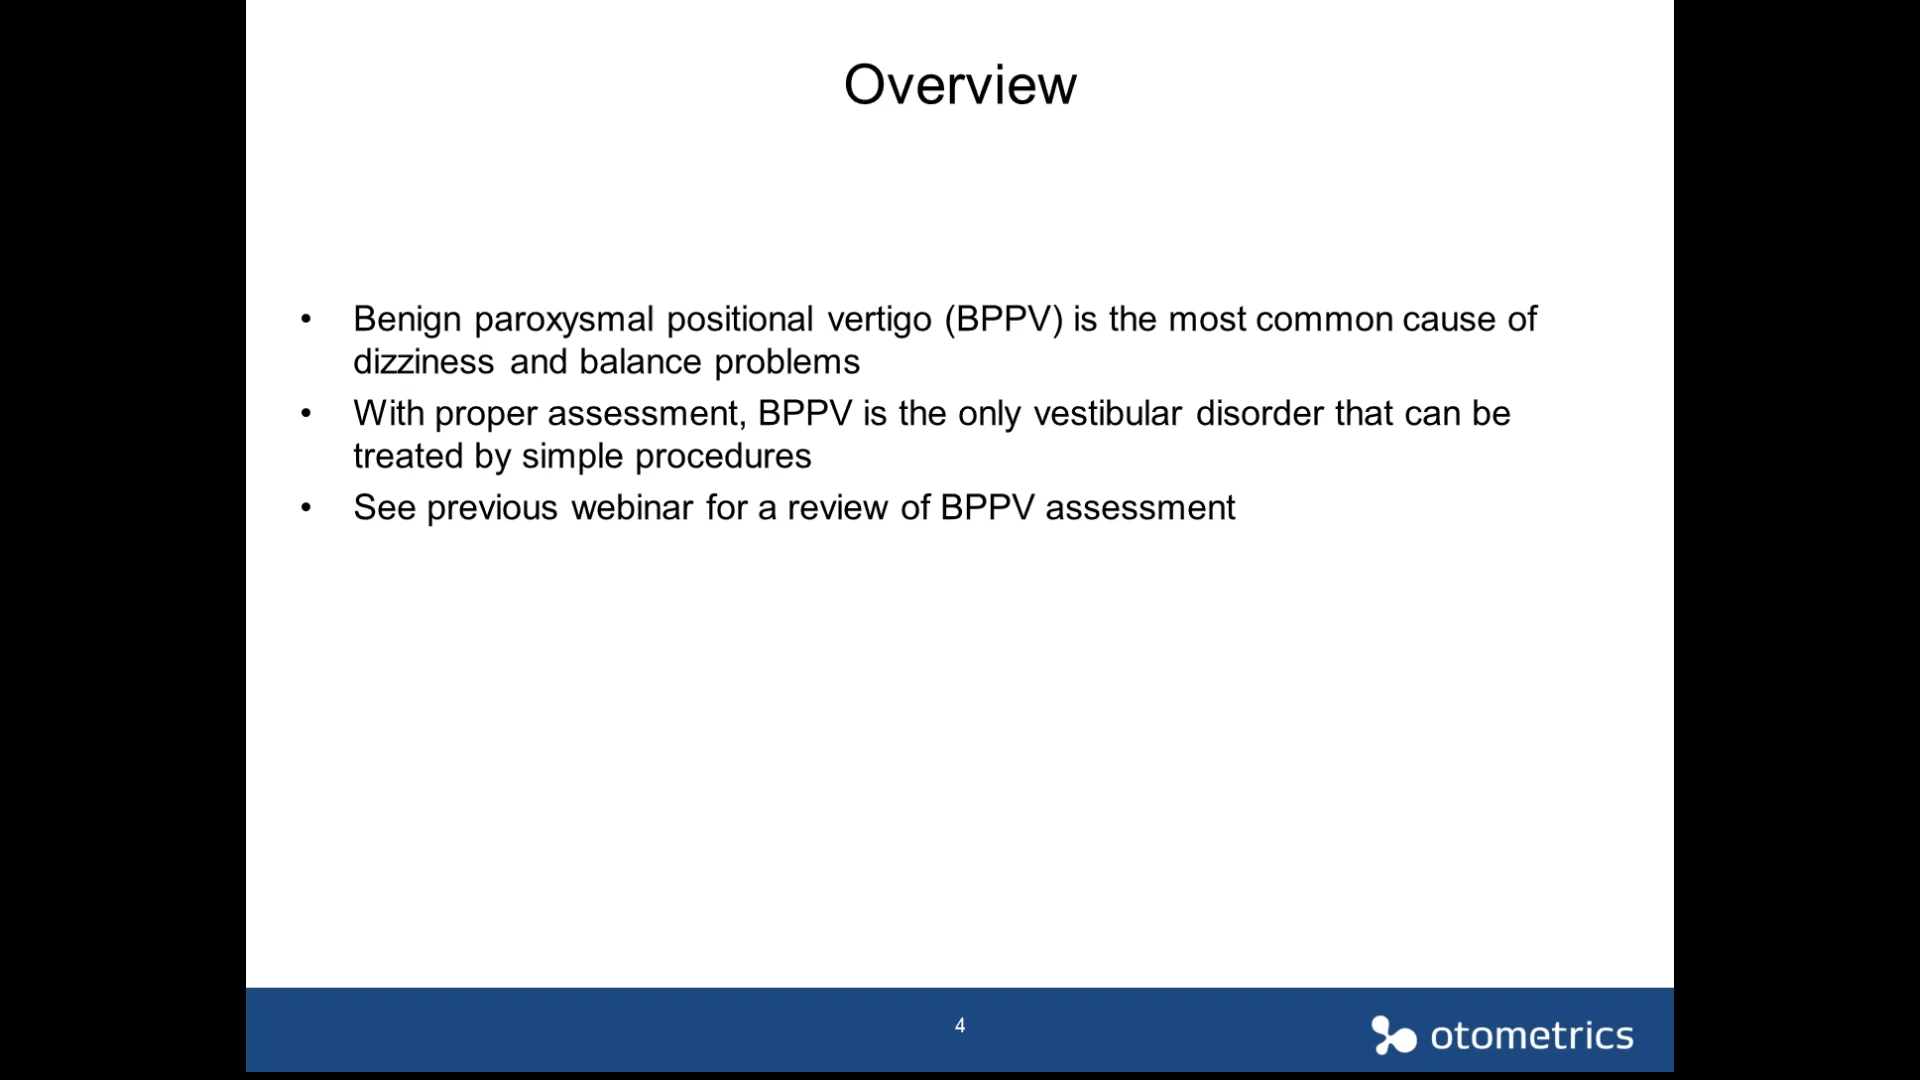 Overview
• Benign paroxysmal positional vertigo (BPPV) is the most common cause of
dizziness and balance problems
• With proper assessment, BPPV is the only vestibular disorder that can be
treated by simple procedures
• See previous webinar for a review of BPPV assessment
4
otometrics